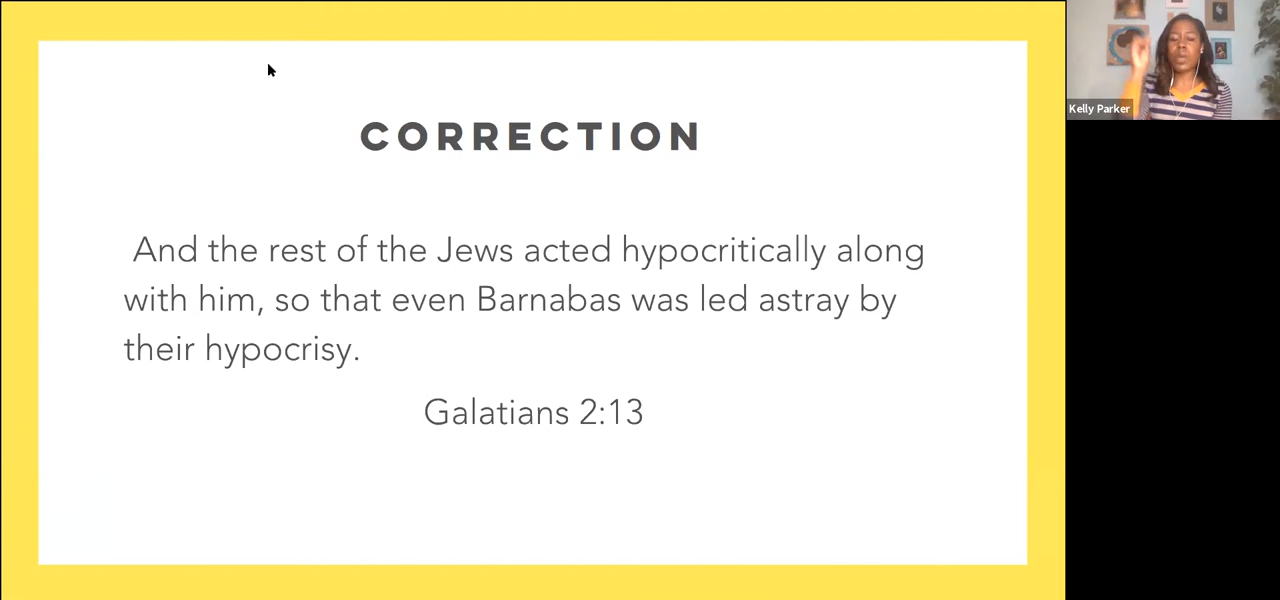 CORRECTION
And the rest of the Jews acted hypocritically along
with him, so that even Barnabas was led astray by
their hypocrisy.
Galatians 2:13
Kelly Parker